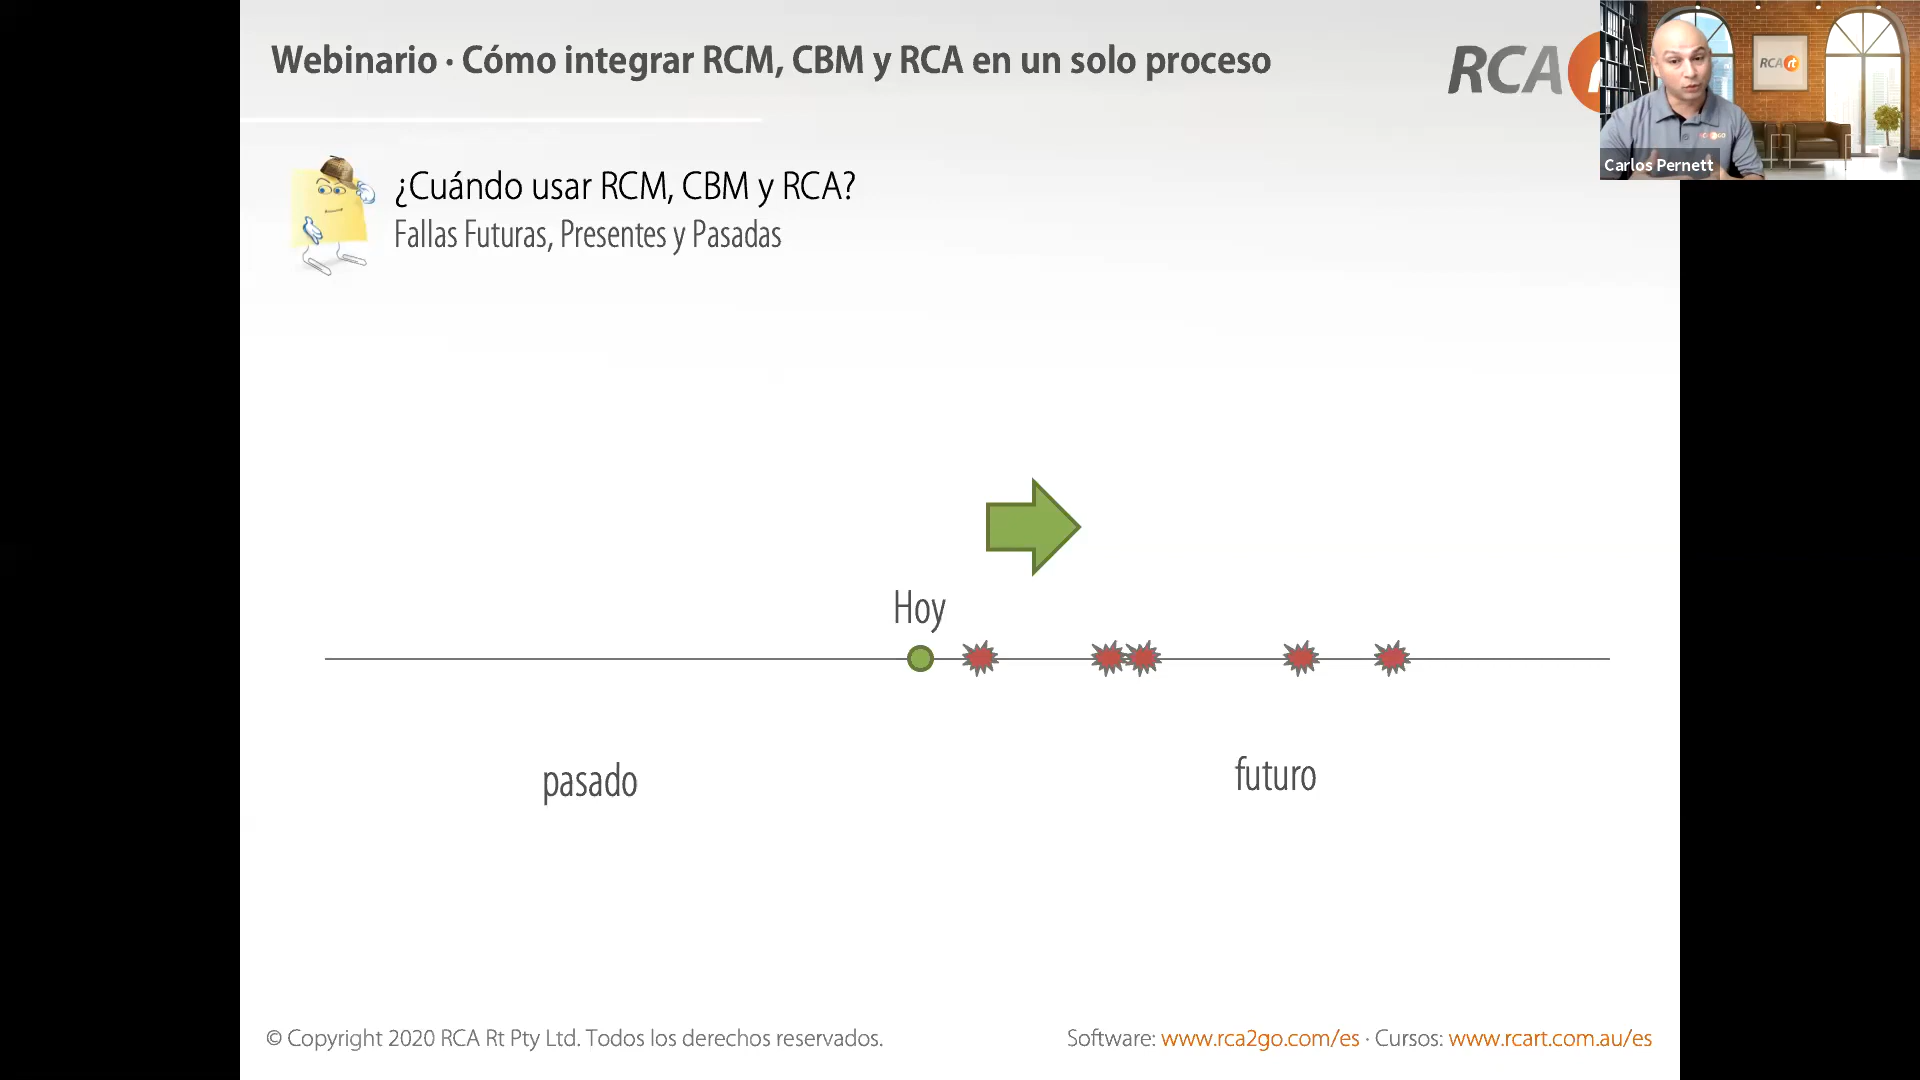 Webinario · Cómo integrar RCM, CBM y RCA en un solo proceso
RCA
RCA rt
Carlos Pernett
¿Cuándo usar RCM, CBM y RCA?
Fallas Futuras, Presentes y Pasadas
Hoy
pasado
futuro
© Copyright 2020 RCA Rt Pty Ltd. Todos los derechos reservados.
Software: www.rca2go.com/es · Cursos: www.rcart.com.au/es